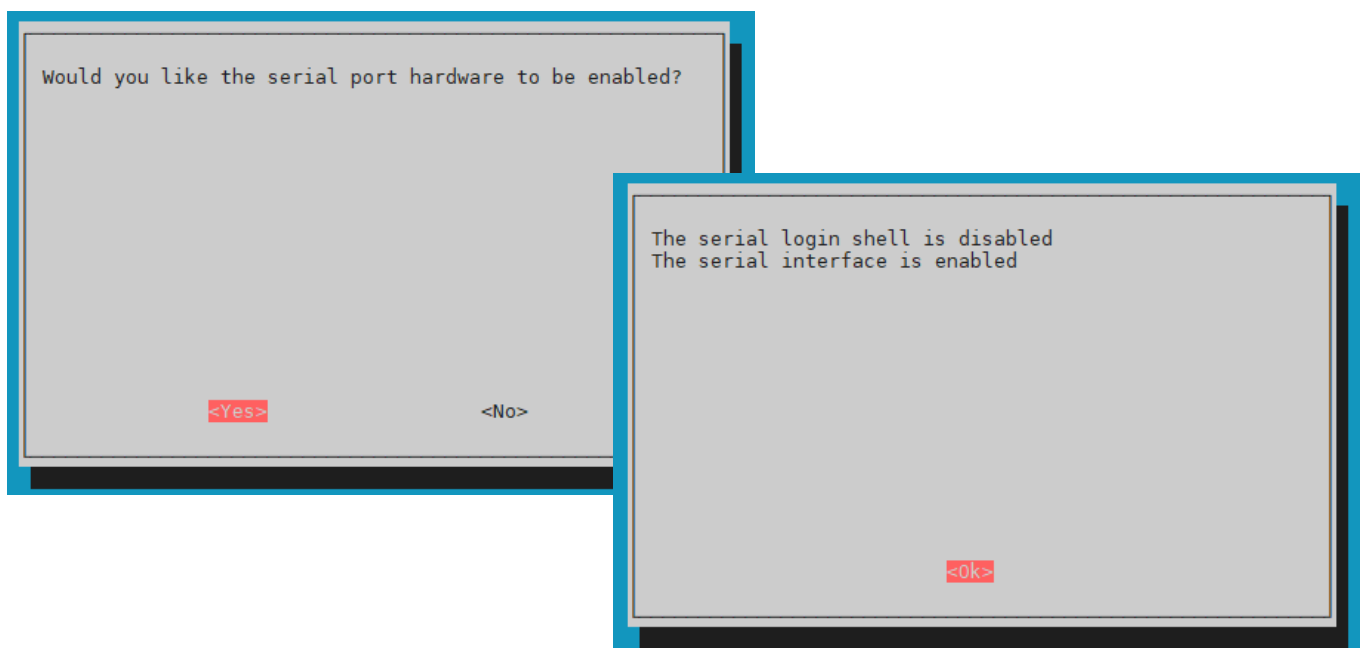 Would you like the serial port hardware to be enabled?
<Yes> <No>
The serial login shell is disabled
The serial interface is enabled
<Ok>